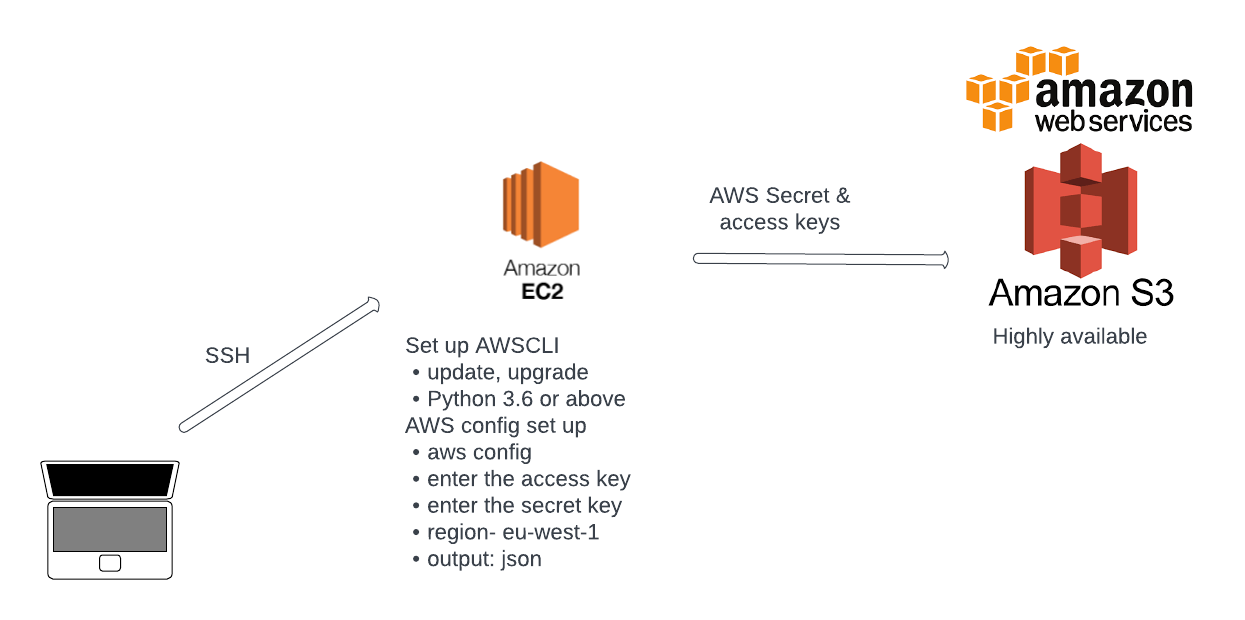 amazon
web services
AWS Secret &
access keys
Amazon
EC2
Amazon S3
Highly available
SSH
Set up AWSCLI
• update, upgrade
• Python 3.6 or above
AWS config set up
• aws config
• enter the access key
• enter the secret key
• region- eu-west-1
• output: json